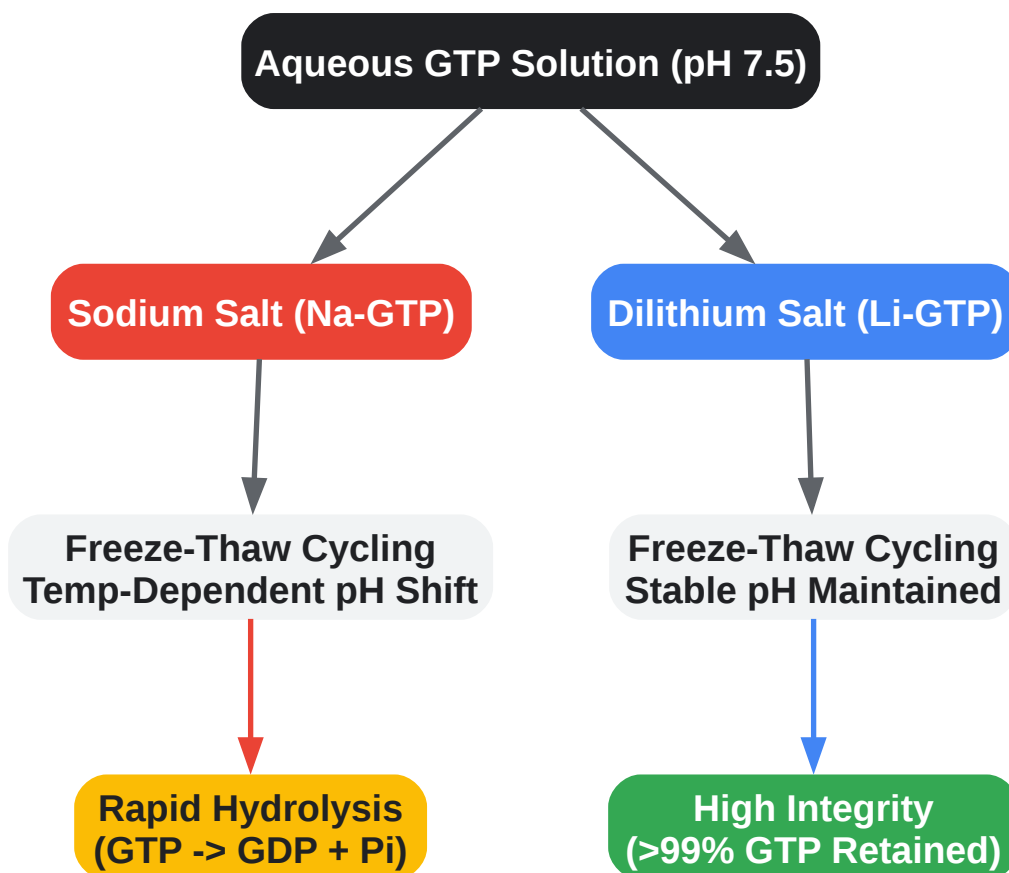 Aqueous GTP Solution (pH 7.5)
Sodium Salt (Na-GTP)
Dilithium Salt (Li-GTP)
Freeze-Thaw Cycling
Temp-Dependent pH Shift
Freeze-Thaw Cycling
Stable pH Maintained
Rapid Hydrolysis
(GTP -> GDP + Pi)
High Integrity
(>99% GTP Retained)